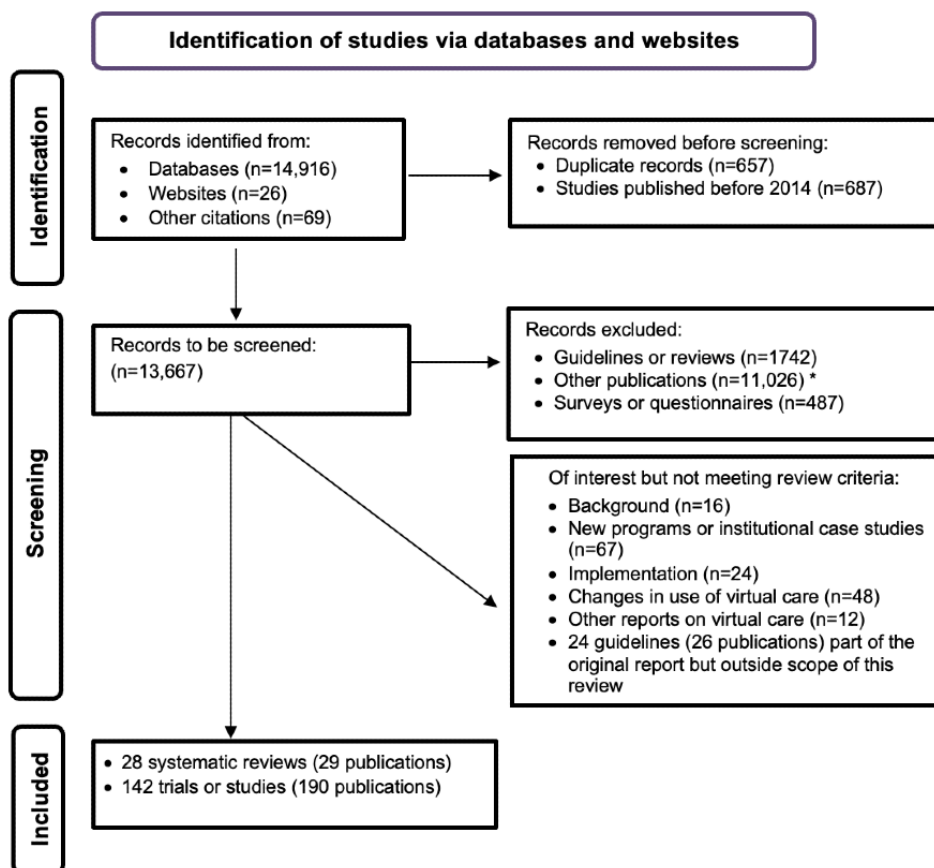 Identification of studies via databases and websites
Identification
Records identified from:
• Databases (n=14,916)
• Websites (n=26)
• Other citations (n=69)
Records removed before screening:
• Duplicate records (n=657)
• Studies published before 2014 (n=687)
Screening
Records to be screened:
(n=13,667)
Records excluded:
• Guidelines or reviews (n=1742)
• Other publications (n=11,026) *
• Surveys or questionnaires (n=487)
Of interest but not meeting review criteria:
• Background (n=16)
• New programs or institutional case studies
(n=67)
• Implementation (n=24)
• Changes in use of virtual care (n=48)
• Other reports on virtual care (n=12)
• 24 guidelines (26 publications) part of the
original report but outside scope of this
review
Included
• 28 systematic reviews (29 publications)
• 142 trials or studies (190 publications)